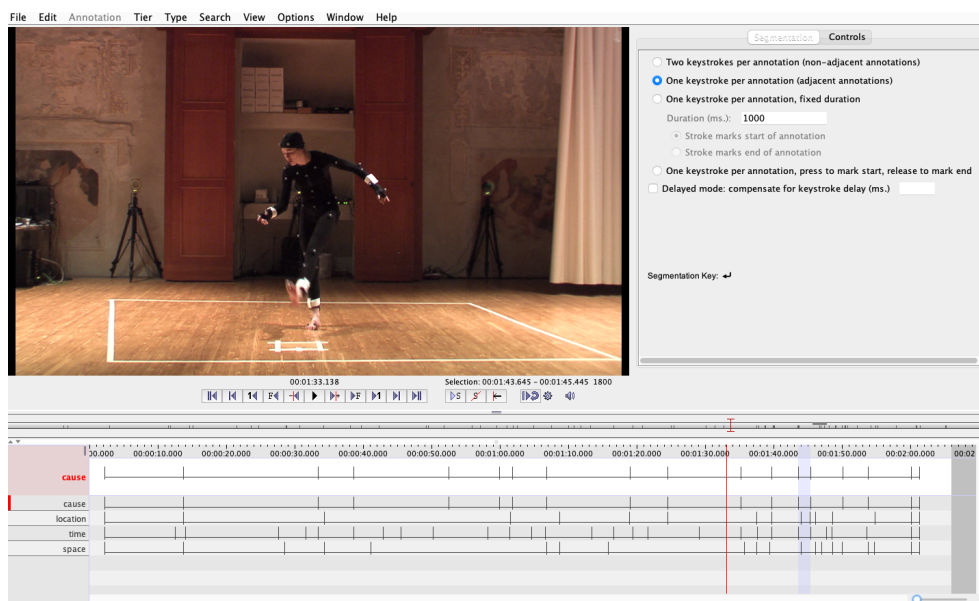 File Edit Annotation Tier Type Search View Options Window Help
Segmentation Controls
Two keystrokes per annotation (non-adjacent annotations)
One keystroke per annotation (adjacent annotations)
One keystroke per annotation, fixed duration
Duration (ms.): 1000
Stroke marks start of annotation
Stroke marks end of annotation
One keystroke per annotation, press to mark start, release to mark end
Delayed mode: compensate for keystroke delay (ms.)
Segmentation Key: ↵
00:01:33.138 Selection: 00:01:43.645 - 00:01:45.445 1800
1 F F 1 S S
00.000 00:00:10.000 00:00:20.000 00:00:30.000 00:00:40.000 00:00:50.000 00:01:00.000 00:01:10.000 00:01:20.000 00:01:30.000 00:01:40.000 00:01:50.000 00:02:00.000 00:02
cause
cause
location
time
space